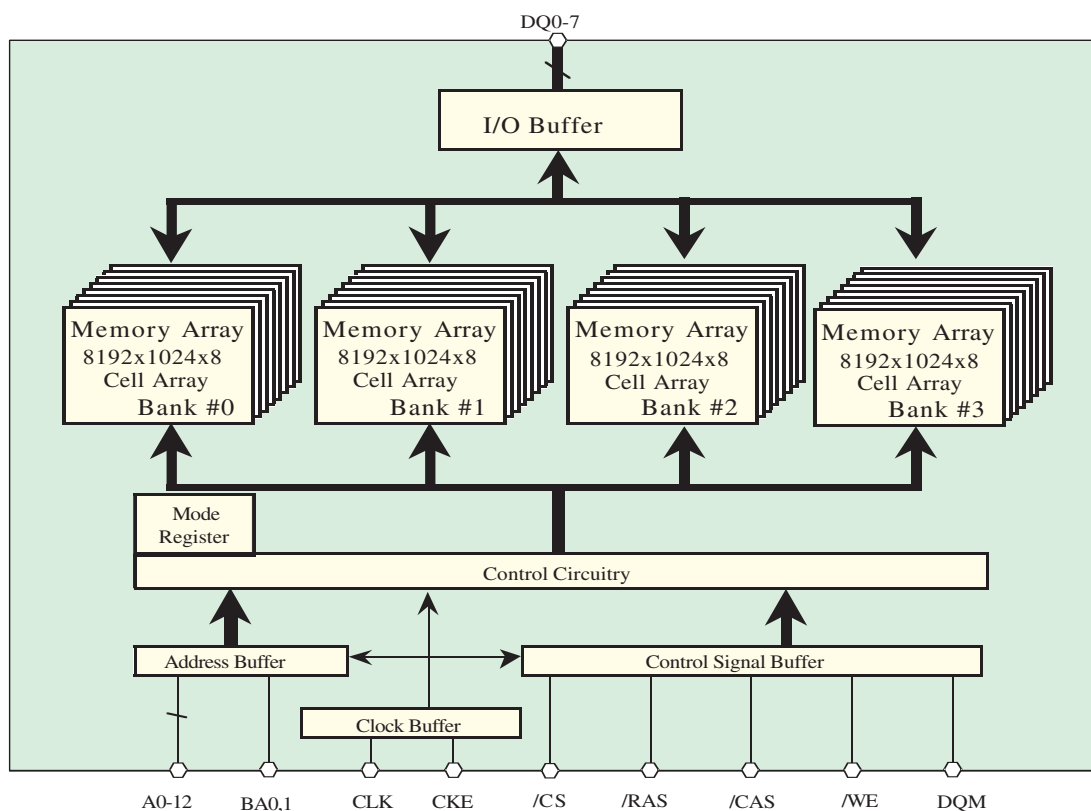 DQ0-7
I/O Buffer
Memory Array
8192x1024x8
Cell Array
Bank #0
Memory Array
8192x1024x8
Cell Array
Bank #1
Memory Array
8192x1024x8
Cell Array
Bank #2
Memory Array
8192x1024x8
Cell Array
Bank #3
Mode
Register
Control Circuitry
Address Buffer
Control Signal Buffer
Clock Buffer
A0-12 BA0,1 CLK CKE /CS /RAS /CAS /WE DQM